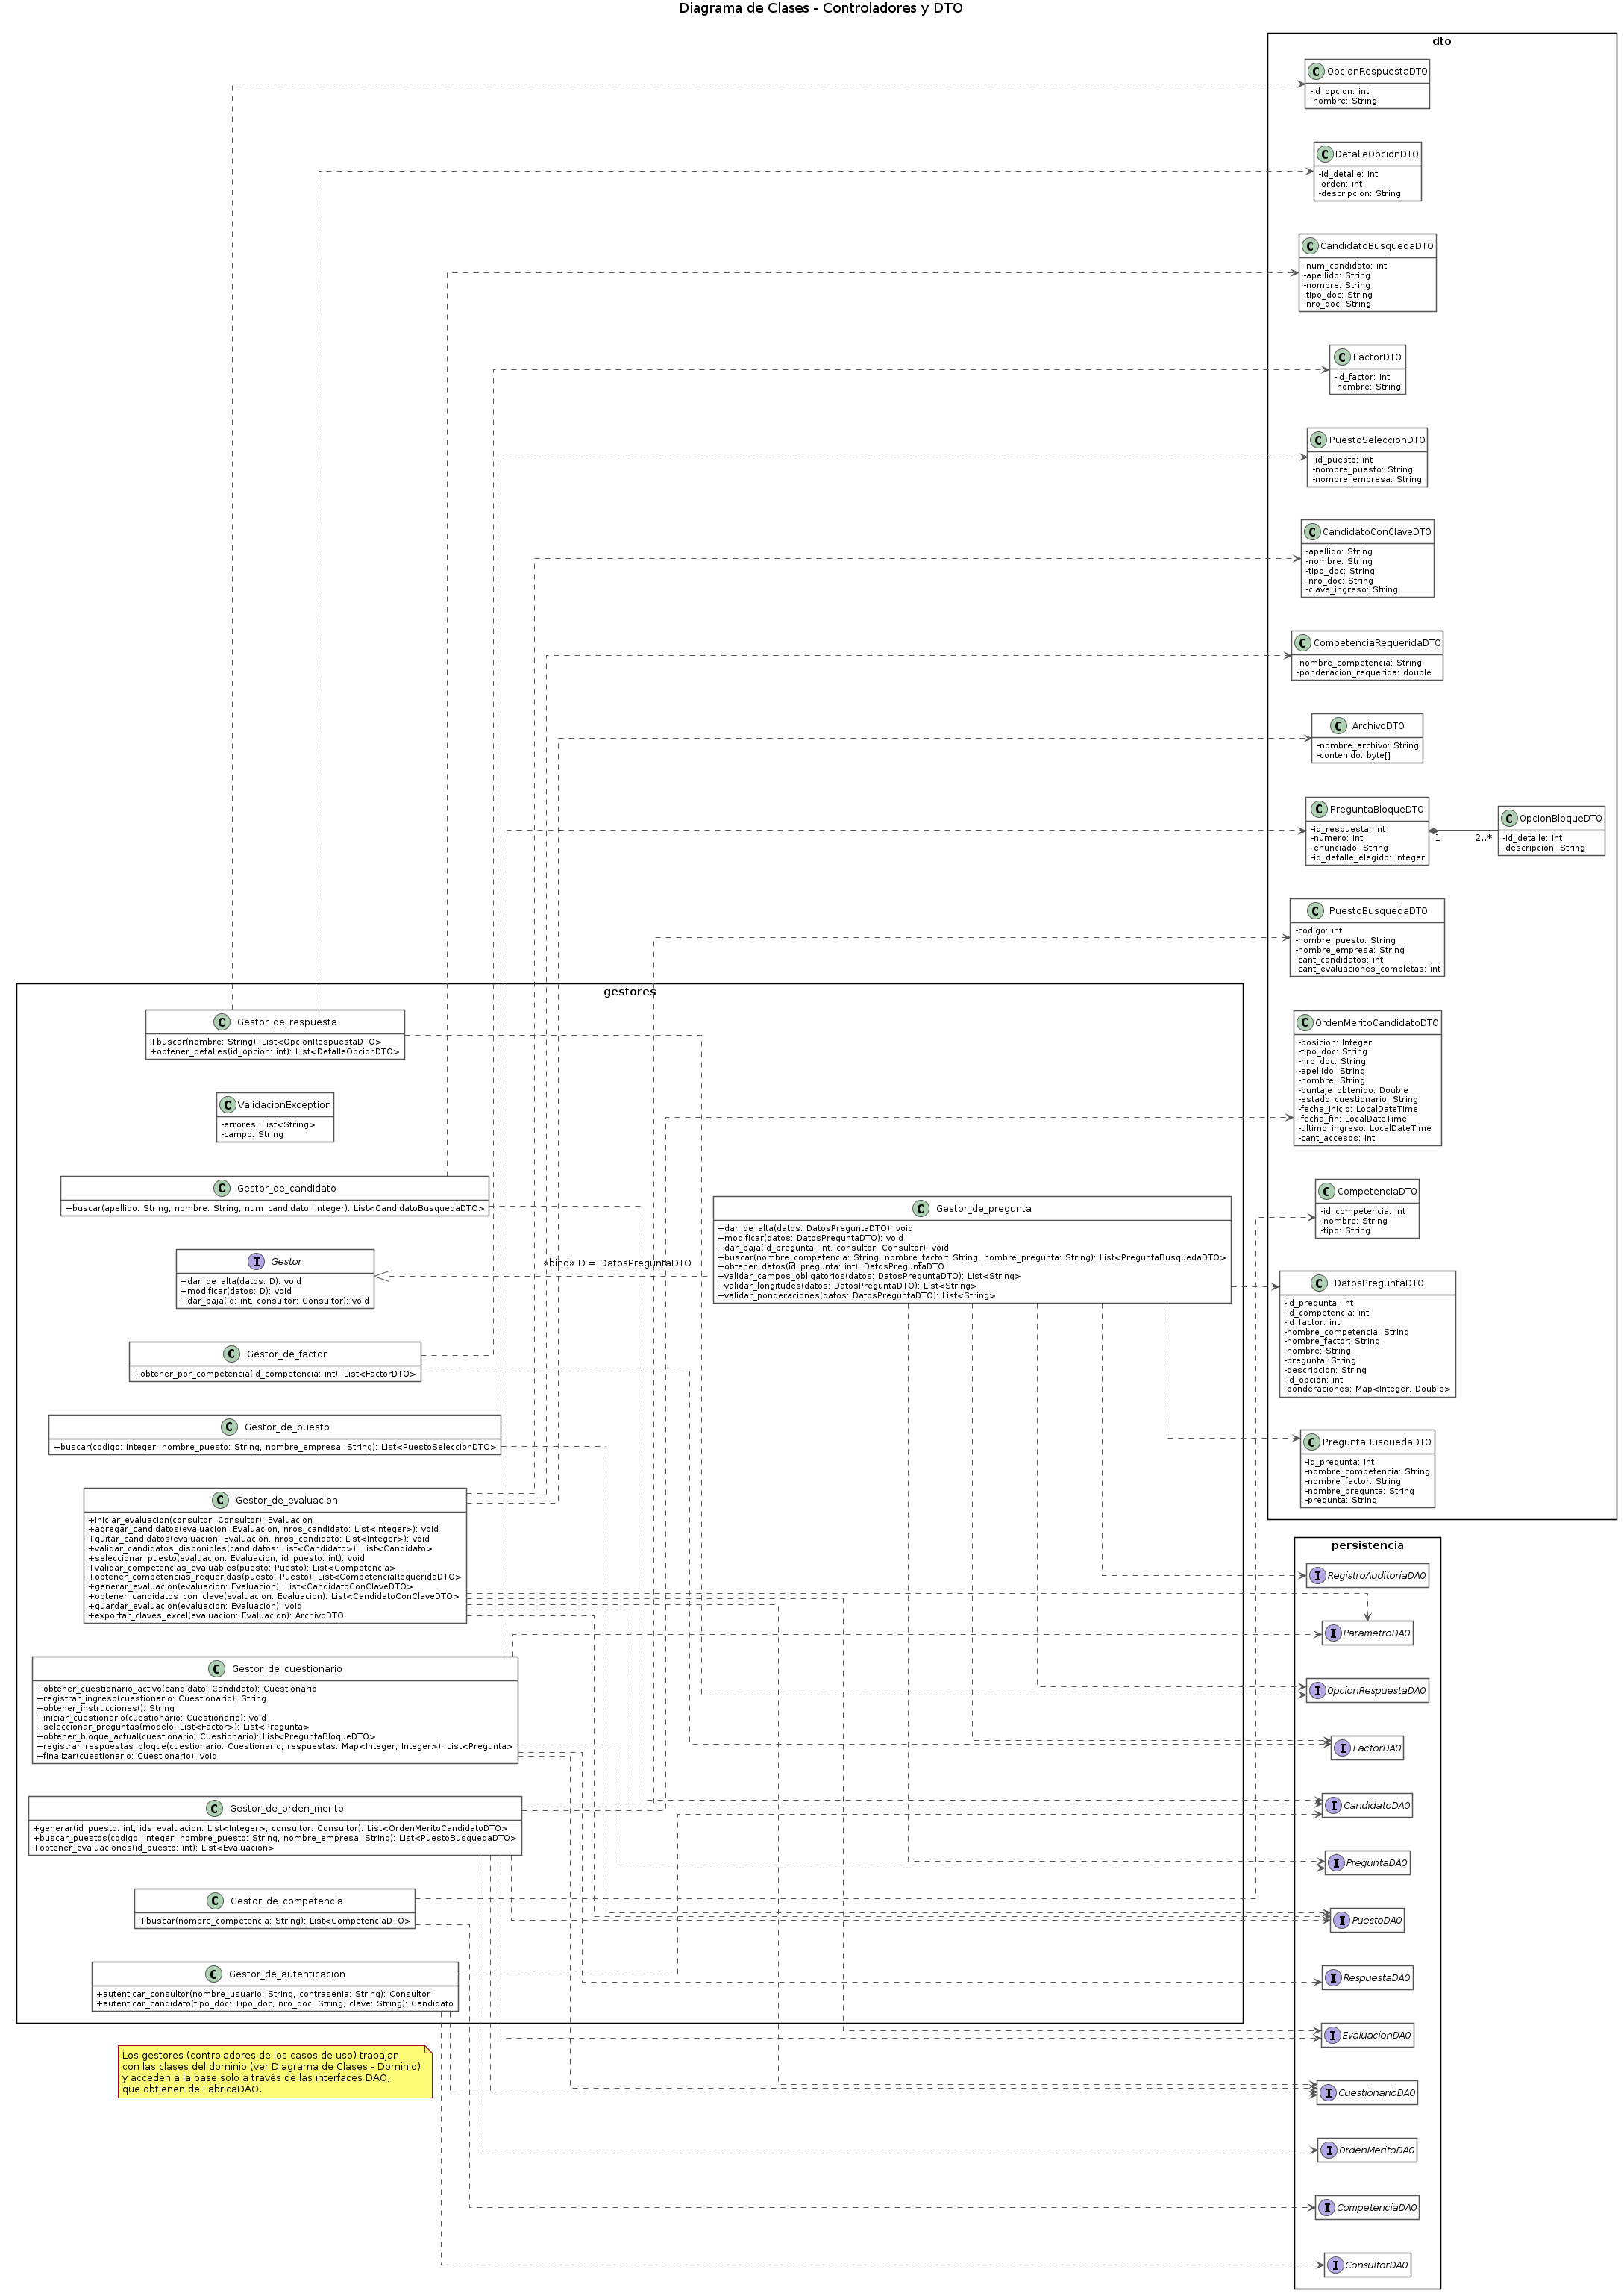 Diagrama de Clases - Controladores y DTO
dto
OpcionRespuestaDTO
-id_opcion: int
-nombre: String
DetalleOpcionDTO
-id_detalle: int
-orden: int
-descripcion: String
CandidatoBusquedaDTO
-num_candidato: int
-apellido: String
-nombre: String
-tipo_doc: String
-nro_doc: String
FactorDTO
-id_factor: int
-nombre: String
PuestoSeleccionDTO
-id_puesto: int
-nombre_puesto: String
-nombre_empresa: String
CandidatoConClaveDTO
-apellido: String
-nombre: String
-tipo_doc: String
-nro_doc: String
-clave_ingreso: String
CompetenciaRequeridaDTO
-nombre_competencia: String
-ponderacion_requerida: double
ArchivoDTO
-nombre_archivo: String
-contenido: byte[]
PreguntaBloqueDTO
-id_respuesta: int
-numero: int
-enunciado: String
-id_detalle_elegido: Integer
1
2..*
OpcionBloqueDTO
-id_detalle: int
-descripcion: String
PuestoBusquedaDTO
-codigo: int
-nombre_puesto: String
-nombre_empresa: String
-cant_candidatos: int
-cant_evaluaciones_completas: int
OrdenMeritoCandidatoDTO
-posicion: Integer
-tipo_doc: String
-nro_doc: String
-apellido: String
-nombre: String
-puntaje_obtenido: Double
-estado_cuestionario: String
-fecha_inicio: LocalDateTime
-fecha_fin: LocalDateTime
-ultimo_ingreso: LocalDateTime
-cant_accesos: int
CompetenciaDTO
-id_competencia: int
-nombre: String
-tipo: String
DatosPreguntaDTO
-id_pregunta: int
-id_competencia: int
-id_factor: int
-nombre_competencia: String
-nombre_factor: String
-nombre: String
-pregunta: String
-descripcion: String
-id_opcion: int
-ponderaciones: Map<Integer, Double>
PreguntaBusquedaDTO
-id_pregunta: int
-nombre_competencia: String
-nombre_factor: String
-nombre_pregunta: String
-pregunta: String
gestores
Gestor_de_respuesta
+buscar(nombre: String): List<OpcionRespuestaDTO>
+obtener_detalles(id_opcion: int): List<DetalleOpcionDTO>
ValidacionException
-errores: List<String>
-campo: String
Gestor_de_candidato
+buscar(apellido: String, nombre: String, num_candidato: Integer): List<CandidatoBusquedaDTO>
Gestor
+dar_de_alta(datos: D): void
+modificar(datos: D): void
+dar_baja(id: int, consultor: Consultor): void
«bind» D = DatosPreguntaDTO
Gestor_de_pregunta
+dar_de_alta(datos: DatosPreguntaDTO): void
+modificar(datos: DatosPreguntaDTO): void
+dar_baja(id_pregunta: int, consultor: Consultor): void
+buscar(nombre_competencia: String, nombre_factor: String, nombre_pregunta: String): List<PreguntaBusquedaDTO>
+obtener_datos(id_pregunta: int): DatosPreguntaDTO
+validar_campos_obligatorios(datos: DatosPreguntaDTO): List<String>
+validar_longitudes(datos: DatosPreguntaDTO): List<String>
+validar_ponderaciones(datos: DatosPreguntaDTO): List<String>
Gestor_de_factor
+obtener_por_competencia(id_competencia: int): List<FactorDTO>
Gestor_de_puesto
+buscar(codigo: Integer, nombre_puesto: String, nombre_empresa: String): List<PuestoSeleccionDTO>
Gestor_de_evaluacion
+iniciar_evaluacion(consultor: Consultor): Evaluacion
+agregar_candidatos(evaluacion: Evaluacion, nros_candidato: List<Integer>): void
+quitar_candidatos(evaluacion: Evaluacion, nros_candidato: List<Integer>): void
+validar_candidatos_disponibles(candidatos: List<Candidato>): List<Candidato>
+seleccionar_puesto(evaluacion: Evaluacion, id_puesto: int): void
+validar_competencias_evaluables(puesto: Puesto): List<Competencia>
+obtener_competencias_requeridas(puesto: Puesto): List<CompetenciaRequeridaDTO>
+generar_evaluacion(evaluacion: Evaluacion): List<CandidatoConClaveDTO>
+obtener_candidatos_con_clave(evaluacion: Evaluacion): List<CandidatoConClaveDTO>
+guardar_evaluacion(evaluacion: Evaluacion): void
+exportar_claves_excel(evaluacion: Evaluacion): ArchivoDTO
Gestor_de_cuestionario
+obtener_cuestionario_activo(candidato: Candidato): Cuestionario
+registrar_ingreso(cuestionario: Cuestionario): String
+obtener_instrucciones(): String
+iniciar_cuestionario(cuestionario: Cuestionario): void
+seleccionar_preguntas(modelo: List<Factor>): List<Pregunta>
+obtener_bloque_actual(cuestionario: Cuestionario): List<PreguntaBloqueDTO>
+registrar_respuestas_bloque(cuestionario: Cuestionario, respuestas: Map<Integer, Integer>): List<Pregunta>
+finalizar(cuestionario: Cuestionario): void
Gestor_de_orden_merito
+generar(id_puesto: int, ids_evaluacion: List<Integer>, consultor: Consultor): List<OrdenMeritoCandidatoDTO>
+buscar_puestos(codigo: Integer, nombre_puesto: String, nombre_empresa: String): List<PuestoBusquedaDTO>
+obtener_evaluaciones(id_puesto: int): List<Evaluacion>
Gestor_de_competencia
+buscar(nombre_competencia: String): List<CompetenciaDTO>
Gestor_de_autenticacion
+autenticar_consultor(nombre_usuario: String, contrasenia: String): Consultor
+autenticar_candidato(tipo_doc: Tipo_doc, nro_doc: String, clave: String): Candidato
Los gestores (controladores de los casos de uso) trabajan
con las clases del dominio (ver Diagrama de Clases - Dominio)
y acceden a la base solo a través de las interfaces DAO,
que obtienen de FabricaDAO.
persistencia
RegistroAuditoriaDAO
ParametroDAO
OpcionRespuestaDAO
FactorDAO
CandidatoDAO
PreguntaDAO
PuestoDAO
RespuestaDAO
EvaluacionDAO
CuestionarioDAO
OrdenMeritoDAO
CompetenciaDAO
ConsultorDAO